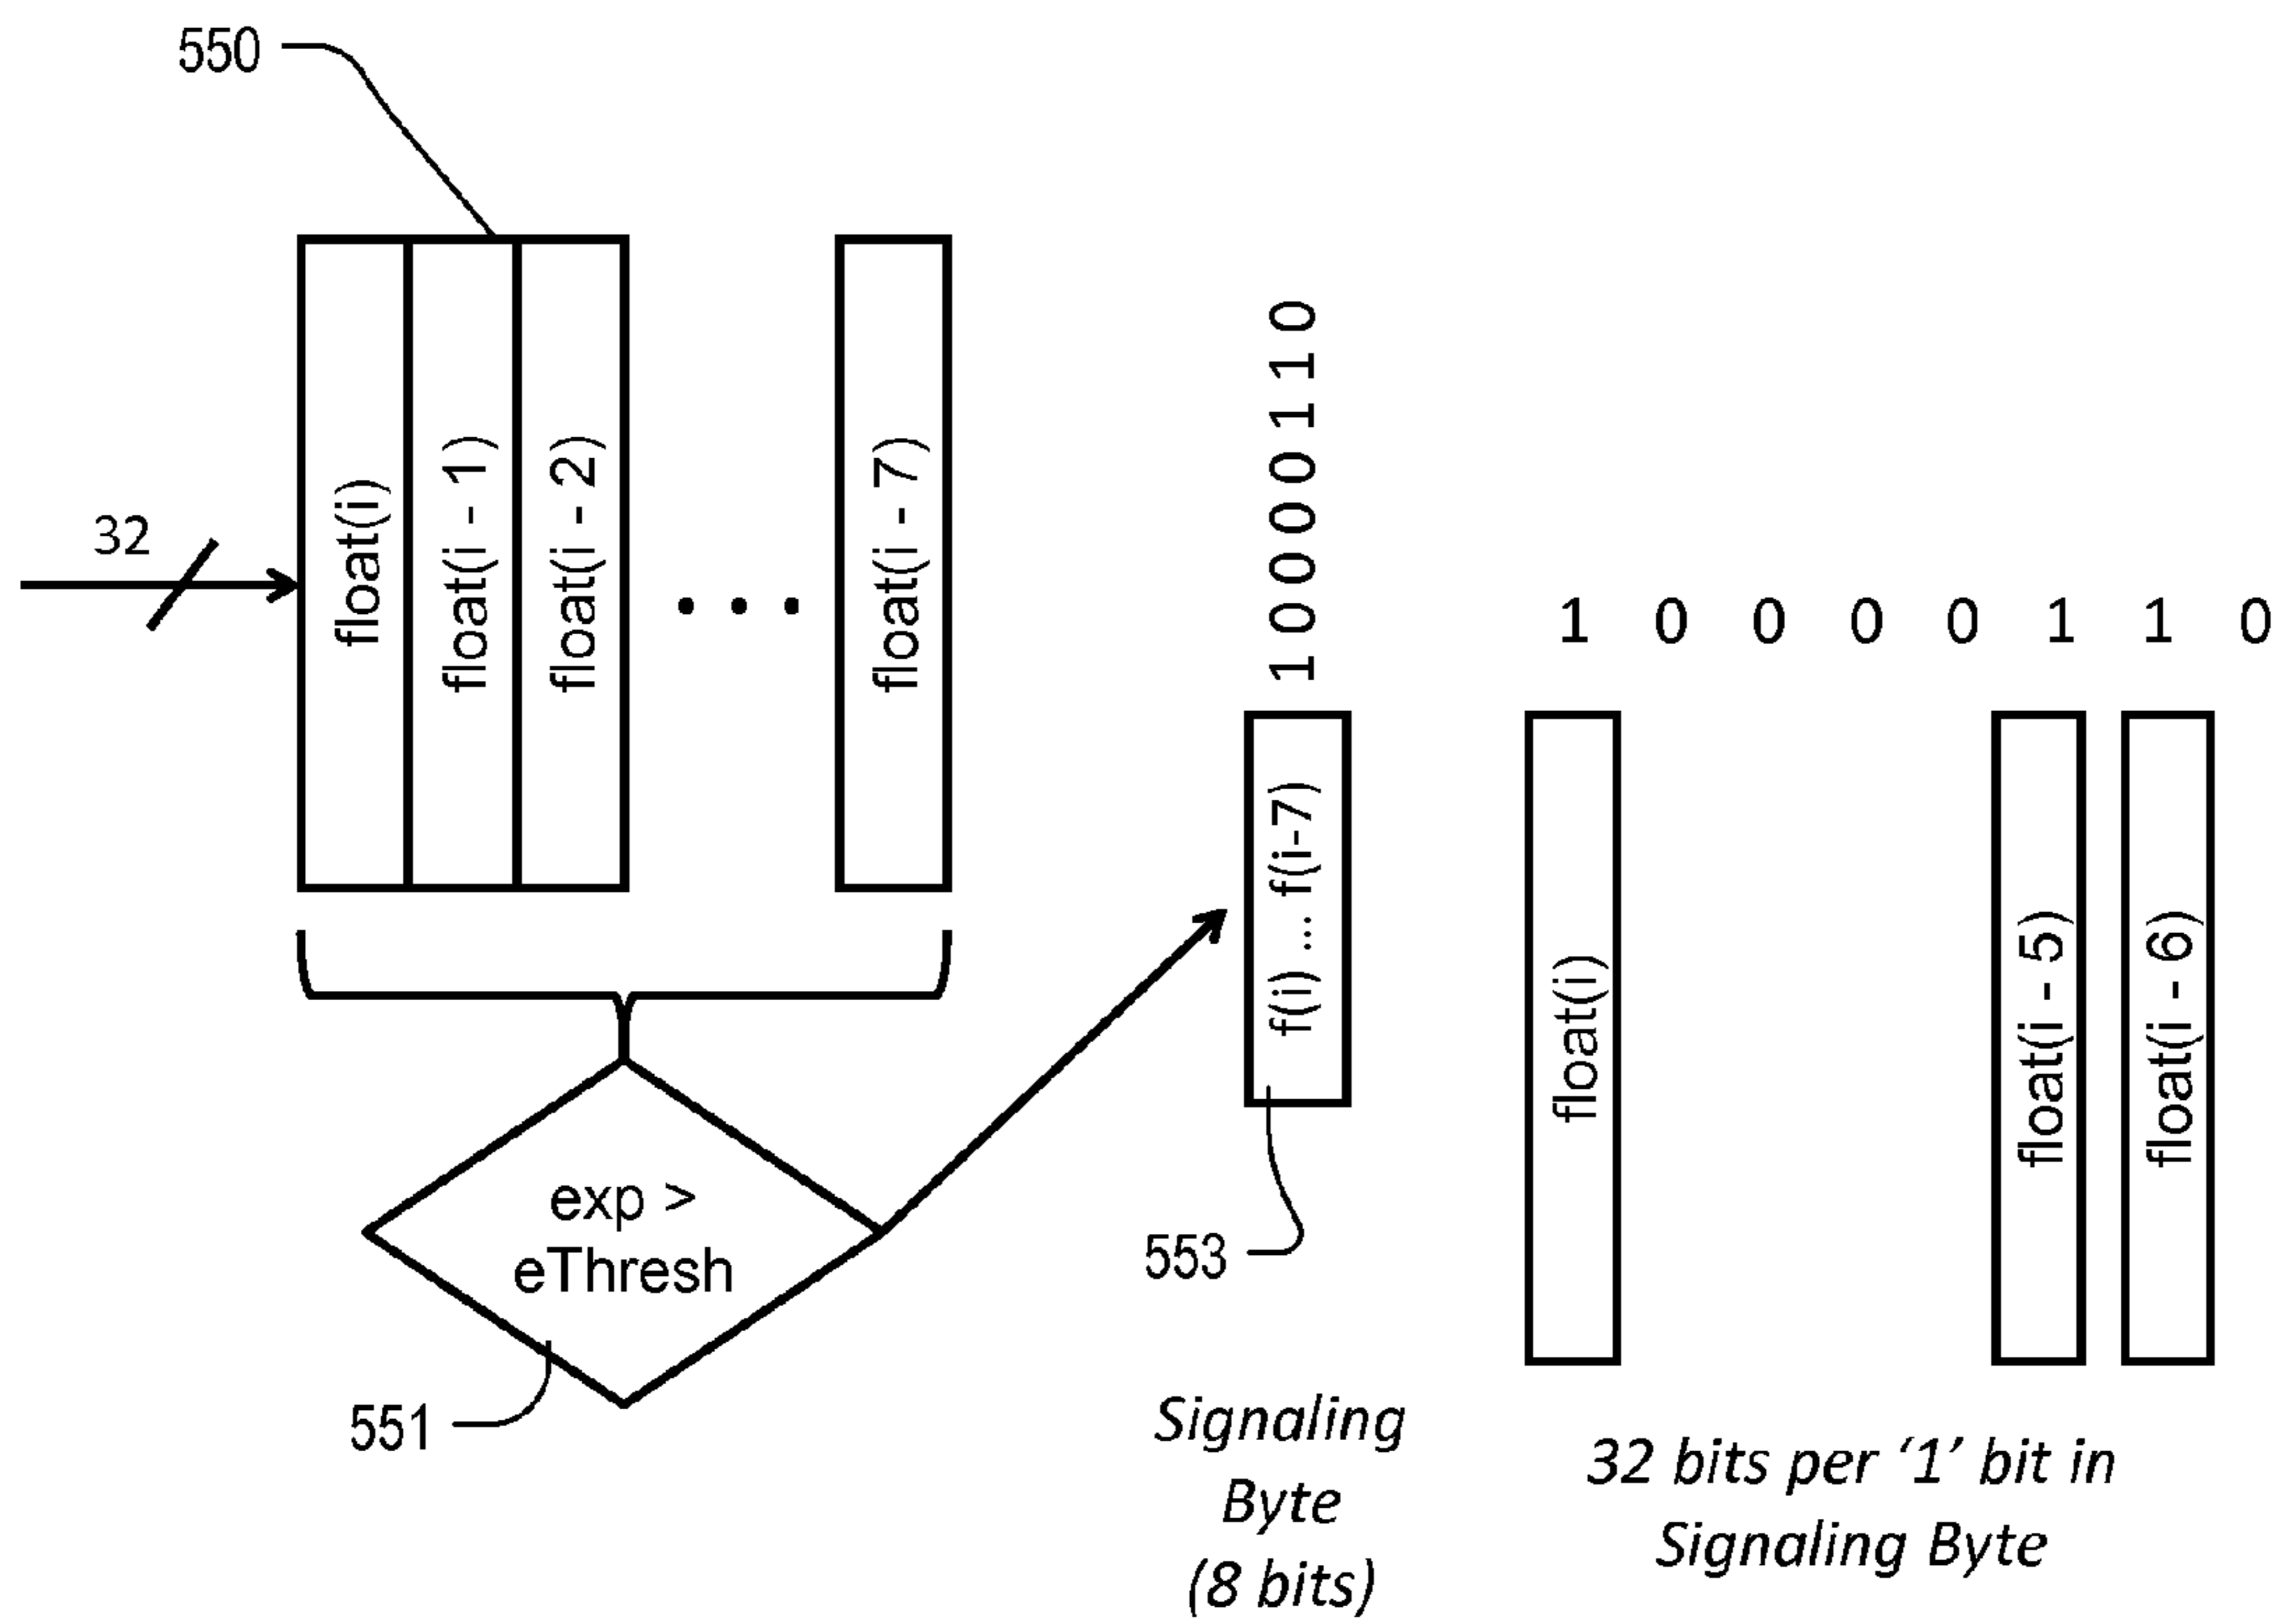 550
32
float(i)
float(i - 1)
float(i - 2)
• • •
float(i - 7)
exp >
eThresh
551
1 0 0 0 0 1 1 0
f(i) .... f(i-7)
553
Signaling
Byte
(8 bits)
1 0 0 0 0 1 1 0
float(i)
float(i - 5)
float(i - 6)
32 bits per ‘1’ bit in
Signaling Byte